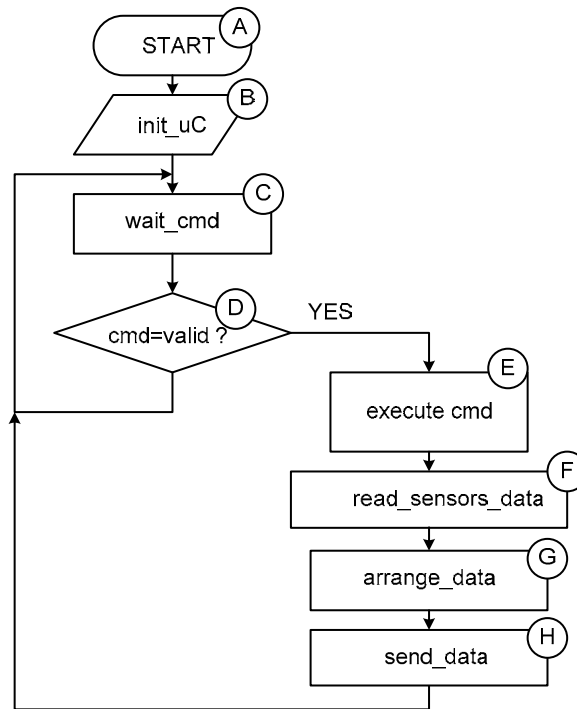 A
START
B
init_uC
C
wait_cmd
D
cmd=valid ?
YES
E
execute cmd
F
read_sensors_data
G
arrange_data
H
send_data